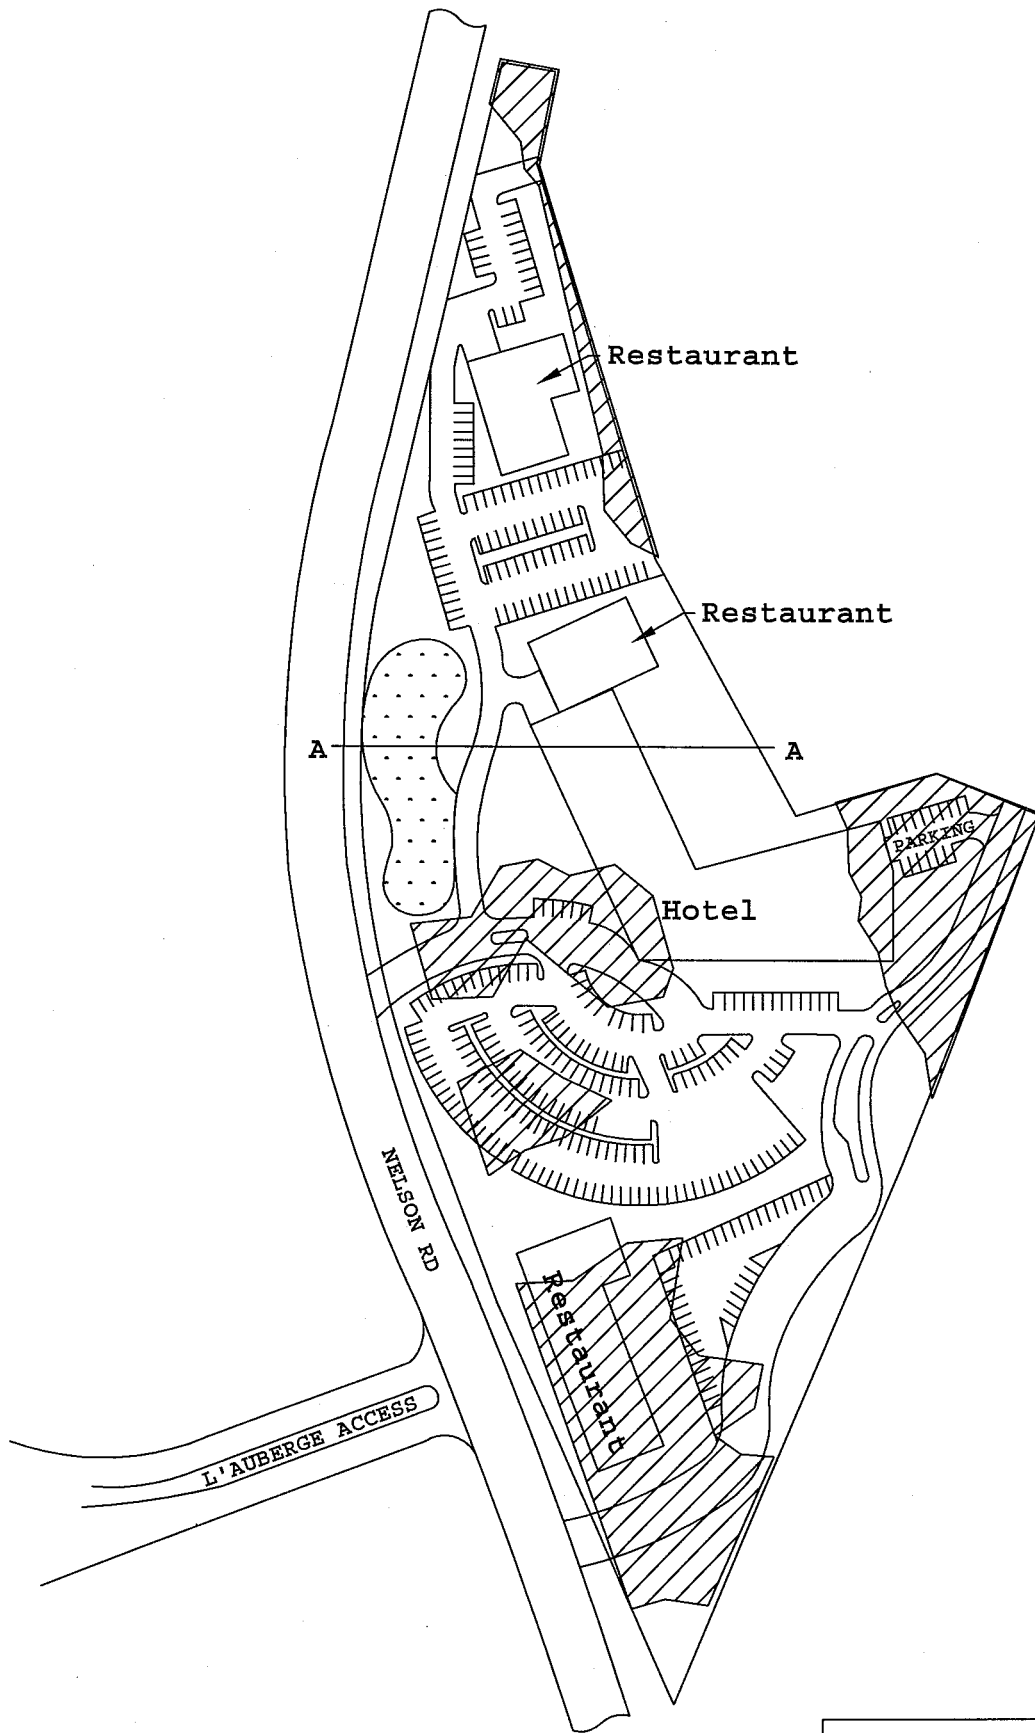 Restaurant
Restaurant
A
A
PARKING
Hotel
NELSON RD
Restaurant
L'AUBERGE ACCESS